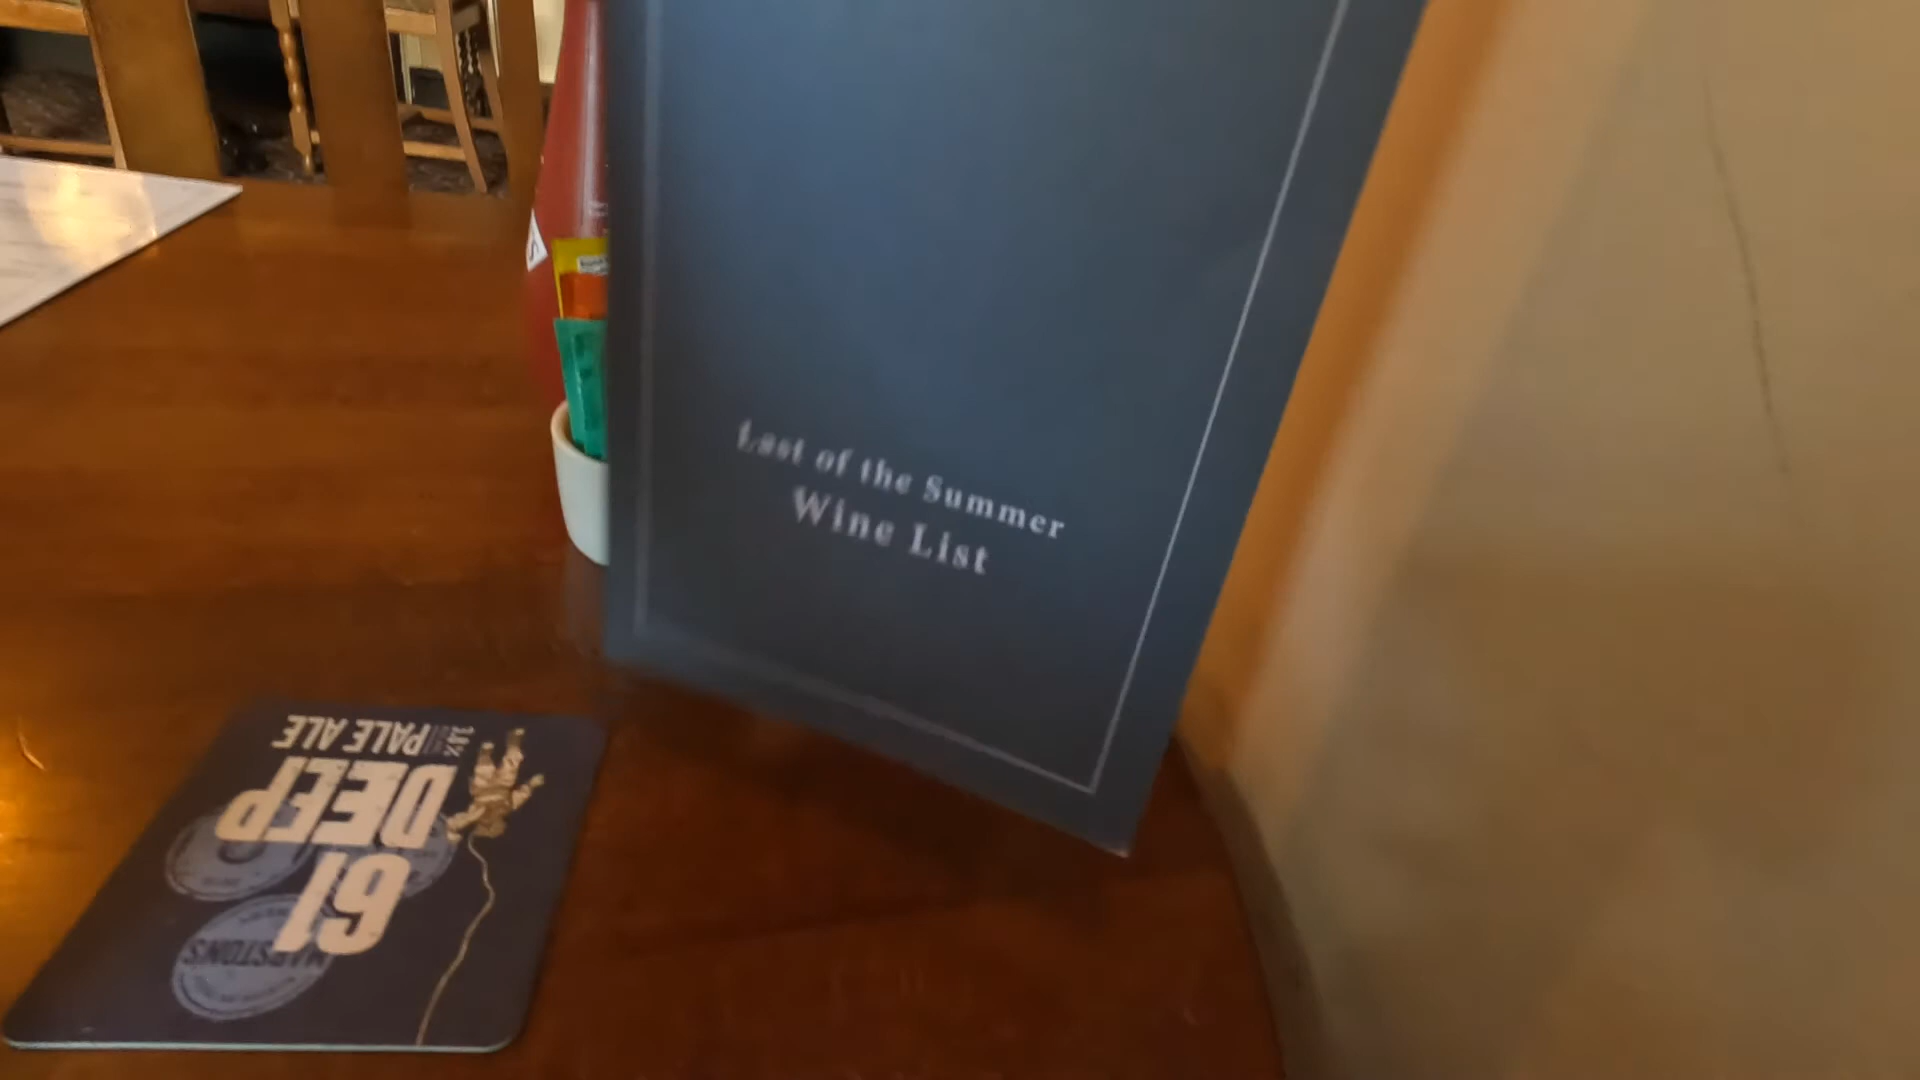 Last of the Summer
Wine List
61
DEEP
PALE ALE
MARSTONS